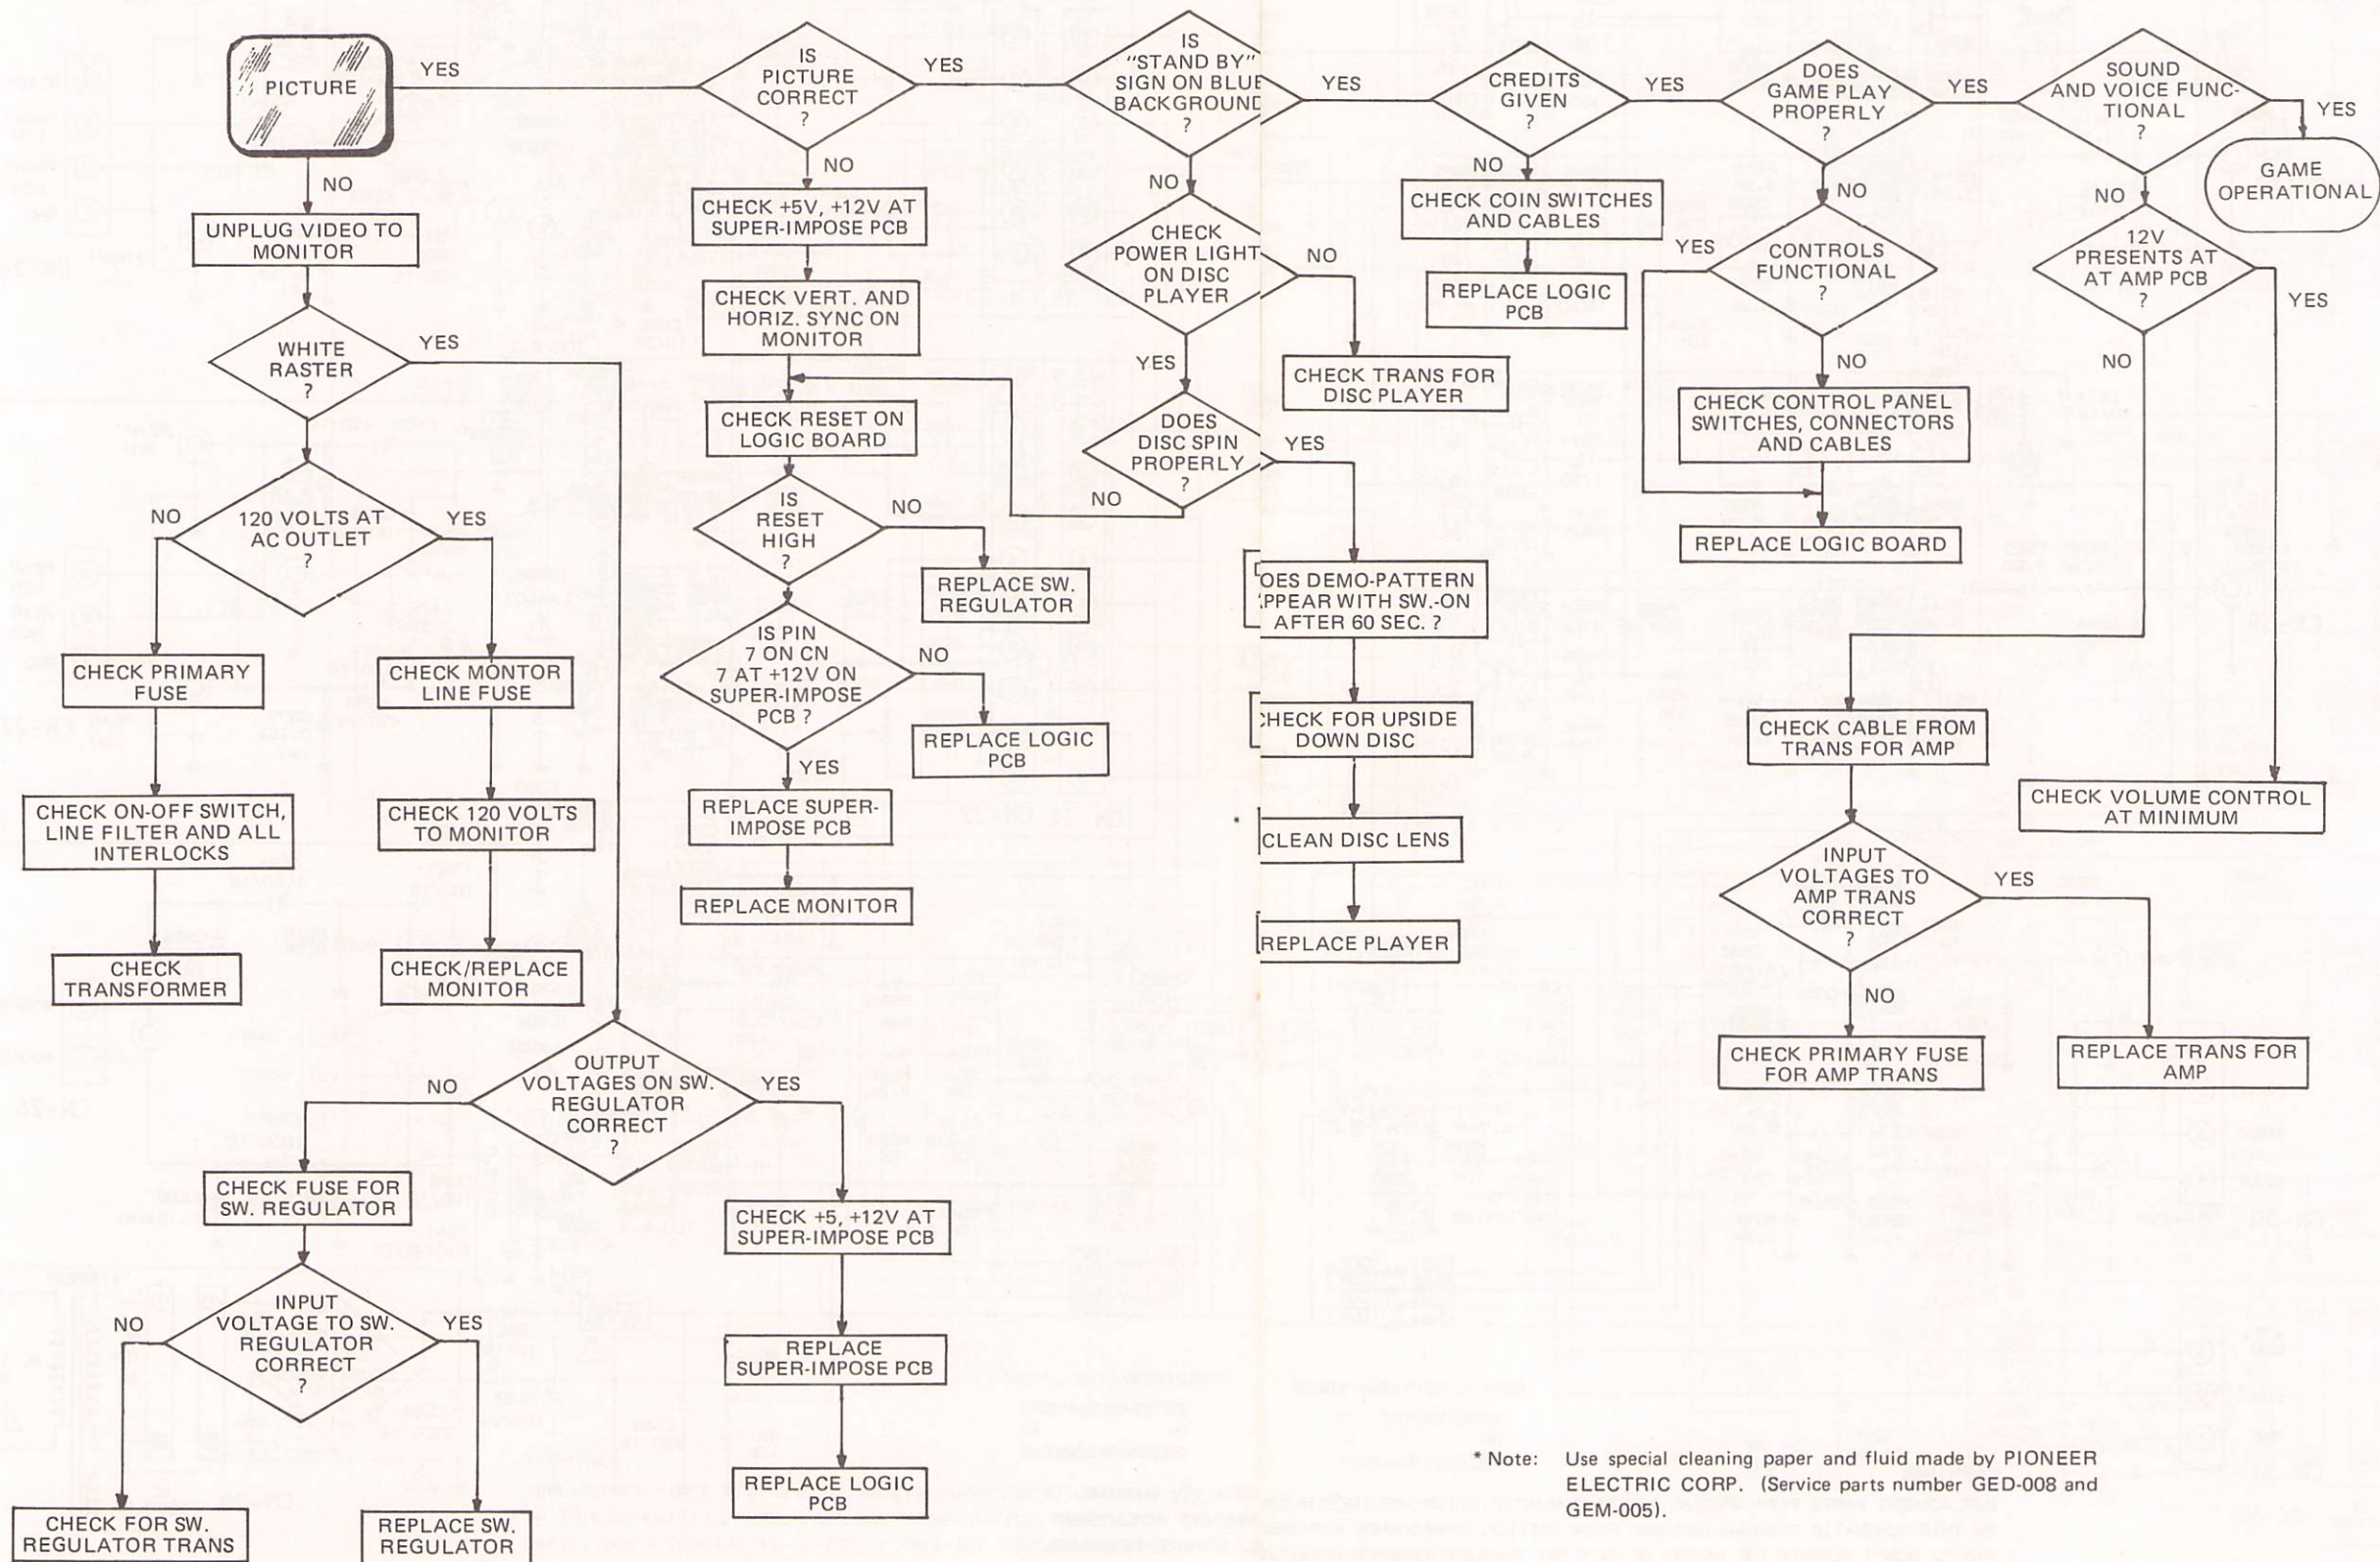 PICTURE
YES
NO
UNPLUG VIDEO TO
MONITOR
WHITE
RASTER
?
YES
120 VOLTS AT
AC OUTLET
?
NO
YES
CHECK PRIMARY
FUSE
CHECK ON-OFF SWITCH,
LINE FILTER AND ALL
INTERLOCKS
CHECK
TRANSFORMER
CHECK MONTOR
LINE FUSE
CHECK 120 VOLTS
TO MONITOR
CHECK/REPLACE
MONITOR
OUTPUT
VOLTAGES ON SW.
REGULATOR
CORRECT
?
NO
YES
CHECK FUSE FOR
SW. REGULATOR
INPUT
VOLTAGE TO SW.
REGULATOR
CORRECT
?
NO
YES
CHECK FOR SW.
REGULATOR TRANS
REPLACE SW.
REGULATOR
CHECK +5, +12V AT
SUPER-IMPOSE PCB
REPLACE
SUPER-IMPOSE PCB
REPLACE LOGIC
PCB
IS
PICTURE
CORRECT
?
YES
NO
CHECK +5V, +12V AT
SUPER-IMPOSE PCB
CHECK VERT. AND
HORIZ. SYNC ON
MONITOR
CHECK RESET ON
LOGIC BOARD
IS
RESET
HIGH
?
NO
REPLACE SW.
REGULATOR
IS PIN
7 ON CN
7 AT +12V ON
SUPER-IMPOSE
PCB ?
NO
REPLACE LOGIC
PCB
YES
REPLACE SUPER-
IMPOSE PCB
REPLACE MONITOR
IS
"STAND BY"
SIGN ON BLUE
BACKGROUND
?
YES
NO
CHECK
POWER LIGHT
ON DISC
PLAYER
NO
CHECK TRANS FOR
DISC PLAYER
YES
DOES
DISC SPIN
PROPERLY
?
NO
YES
DOES DEMO-PATTERN
APPEAR WITH SW.-ON
AFTER 60 SEC. ?
CHECK FOR UPSIDE
DOWN DISC
*
CLEAN DISC LENS
REPLACE PLAYER
CREDITS
GIVEN
?
YES
NO
CHECK COIN SWITCHES
AND CABLES
REPLACE LOGIC
PCB
DOES
GAME PLAY
PROPERLY
?
YES
NO
CONTROLS
FUNCTIONAL
?
YES
NO
CHECK CONTROL PANEL
SWITCHES, CONNECTORS
AND CABLES
REPLACE LOGIC BOARD
SOUND
AND VOICE FUNC-
TIONAL
?
YES
GAME
OPERATIONAL
NO
12V
PRESENTS AT
AT AMP PCB
?
YES
NO
CHECK VOLUME CONTROL
AT MINIMUM
CHECK CABLE FROM
TRANS FOR AMP
INPUT
VOLTAGES TO
AMP TRANS
CORRECT
?
YES
NO
CHECK PRIMARY FUSE
FOR AMP TRANS
REPLACE TRANS FOR
AMP
* Note: Use special cleaning paper and fluid made by PIONEER
ELECTRIC CORP. (Service parts number GED-008 and
GEM-005).